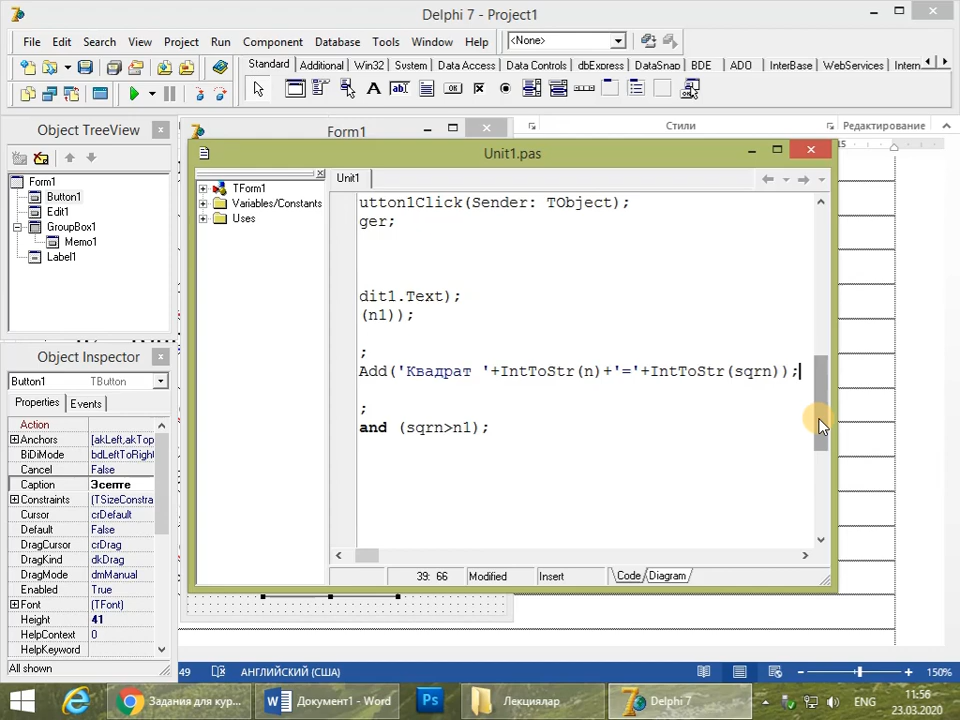 Delphi 7 - Project1
File Edit Search View Project Run Component Database Tools Window Help
<None>
Standard Additional Win32 System Data Access Data Controls dbExpress DataSnap BDE ADO InterBase WebServices Intern
Object TreeView
Form1
Button1
Edit1
GroupBox1
Memo1
Label1
Form1
Стили
Редактирование
Unit1.pas
15
TForm1
Variables/Constants
Uses
Unit1
utton1Click(Sender: TObject);
ger;
dit1.Text);
(n1));
;
Add('Квадрат '+IntToStr(n)+'='+IntToStr(sqrn));
;
and (sqrn>n1);
39: 66
Modified
Insert
Code Diagram
Object Inspector
Button1 TButton
Properties Events
Action
Anchors [akLeft,akTop
BiDiMode bdLeftToRight
Cancel False
Caption Эсепте
Constraints (TSizeConstra
Cursor crDefault
Default False
DragCursor crDrag
DragKind dkDrag
DragMode dmManual
Enabled True
Font (TFont)
Height 41
HelpContext 0
HelpKeyword
All shown
49
АНГЛИЙСКИЙ (США)
150%
Задания для кур...
Документ1 - Word
Ps
Лекциялар
Delphi 7
ENG
11:56
23.03.2020